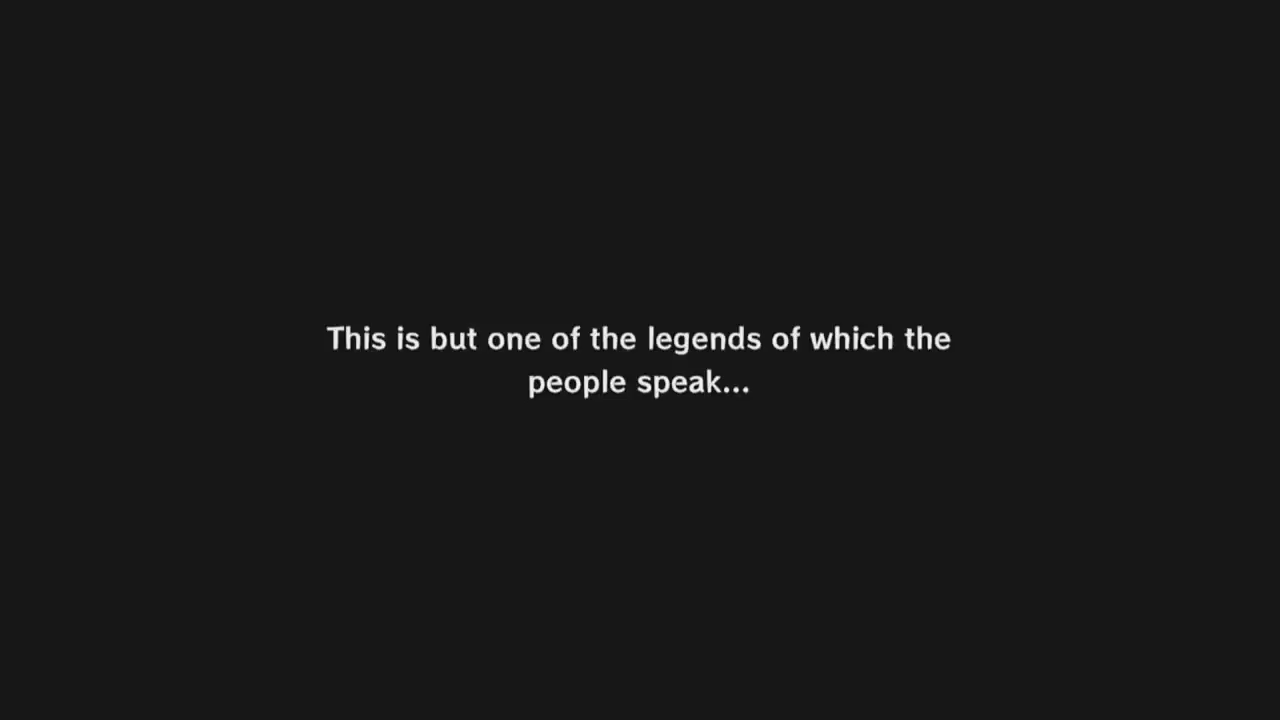 This is but one of the legends of which the
people speak...